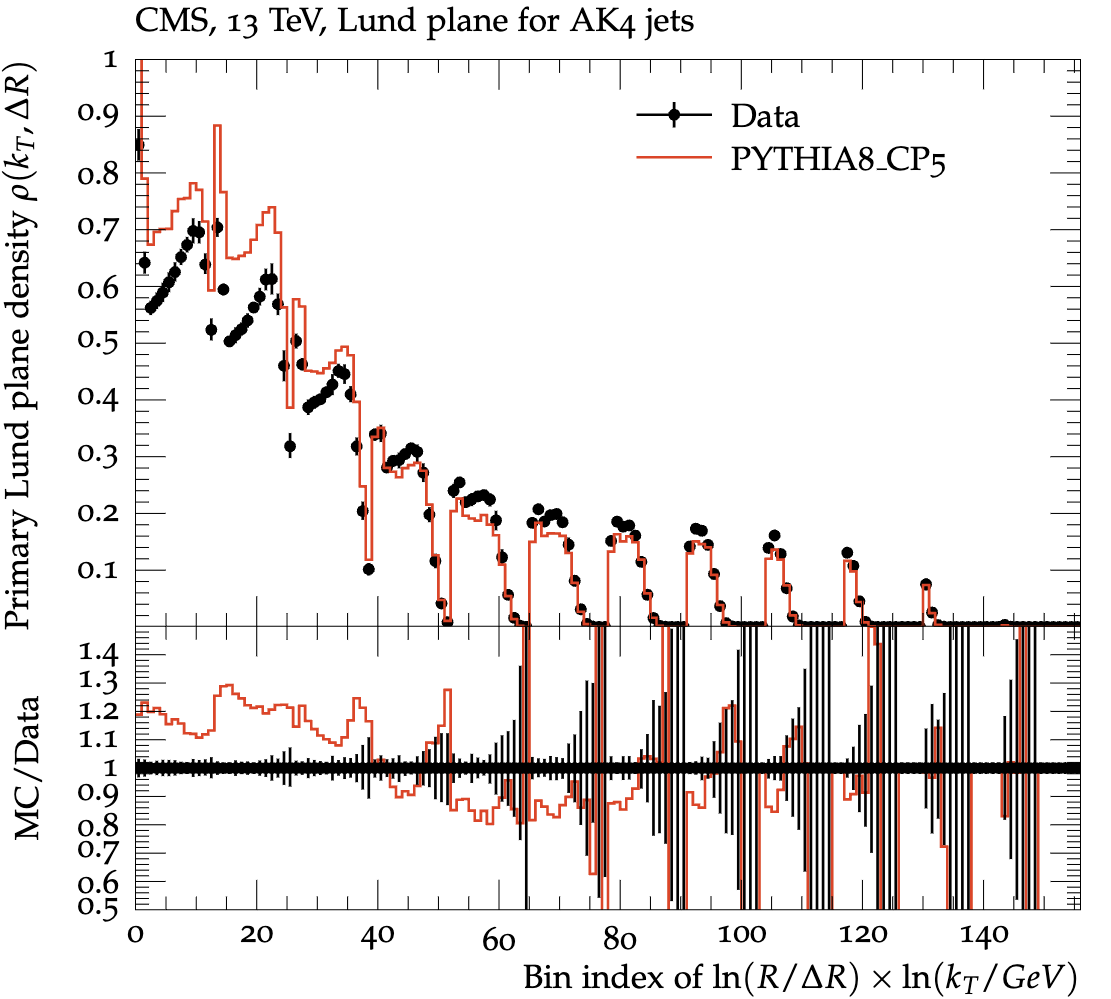 CMS, 13 TeV, Lund plane for AK4 jets
Primary Lund plane density ρ(k_T, ΔR)
1
0.9
0.8
0.7
0.6
0.5
0.4
0.3
0.2
0.1
Data
PYTHIA8_CP5
MC/Data
1.4
1.3
1.2
1.1
1
0.9
0.8
0.7
0.6
0.5
0 20 40 60 80 100 120 140
Bin index of ln(R/ΔR) × ln(k_T/GeV)